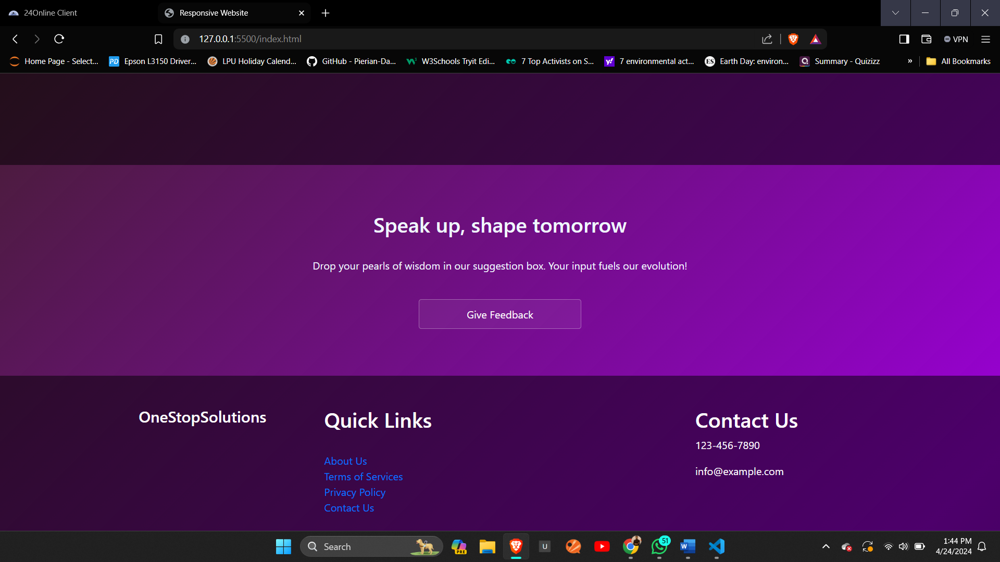 24Online Client
Responsive Website
127.0.0.1:5500/index.html
VPN
Home Page - Select...
PD
Epson L3150 Driver...
LPU Holiday Calend...
GitHub - Pierian-Da...
W3Schools Tryit Edi...
7 Top Activists on S...
y!
7 environmental act...
ES
Earth Day: environ...
Q
Summary - Quizizz
»
All Bookmarks
Speak up, shape tomorrow
Drop your pearls of wisdom in our suggestion box. Your input fuels our evolution!
Give Feedback
OneStopSolutions
Quick Links
About Us
Terms of Services
Privacy Policy
Contact Us
Contact Us
123-456-7890
info@example.com
Search
PRE
U
51
W
1:44 PM
4/24/2024